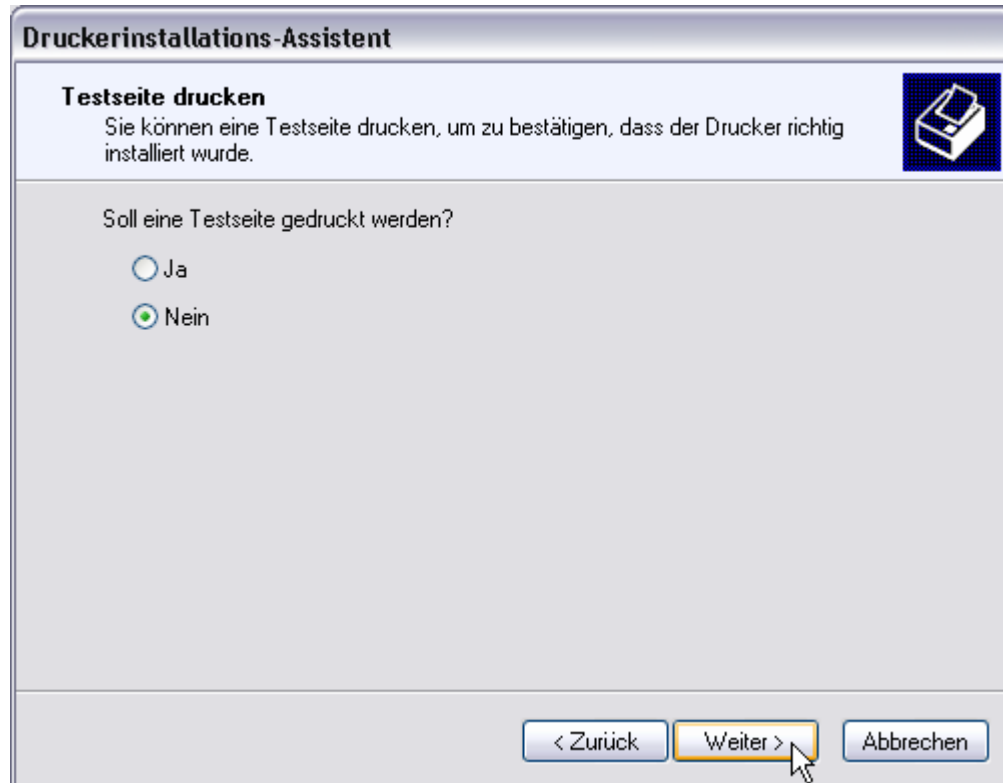 Druckerinstallations-Assistent
Testseite drucken
Sie können eine Testseite drucken, um zu bestätigen, dass der Drucker richtig
installiert wurde.
Soll eine Testseite gedruckt werden?
Ja
Nein
< Zurück Weiter > Abbrechen